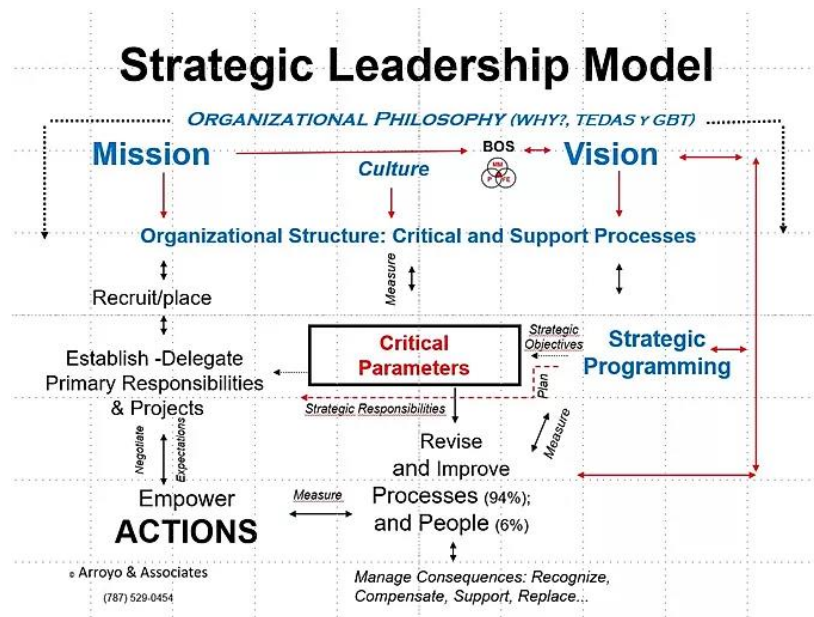 Strategic Leadership Model
ORGANIZATIONAL PHILOSOPHY (WHY?, TEDAS Y GBT)
Mission
Culture
BOS
MM
P
FE
Vision
Organizational Structure: Critical and Support Processes
Recruit/place
Measure
Establish -Delegate
Primary Responsibilities
& Projects
Critical
Parameters
Strategic
Objectives
Strategic
Programming
Strategic Responsibilities
Plan
Measure
Negotiate
Expectations
Revise
and Improve
Processes (94%);
and People (6%)
Measure
Empower
ACTIONS
Manage Consequences: Recognize,
Compensate, Support, Replace...
© Arroyo & Associates
(787) 529-0454